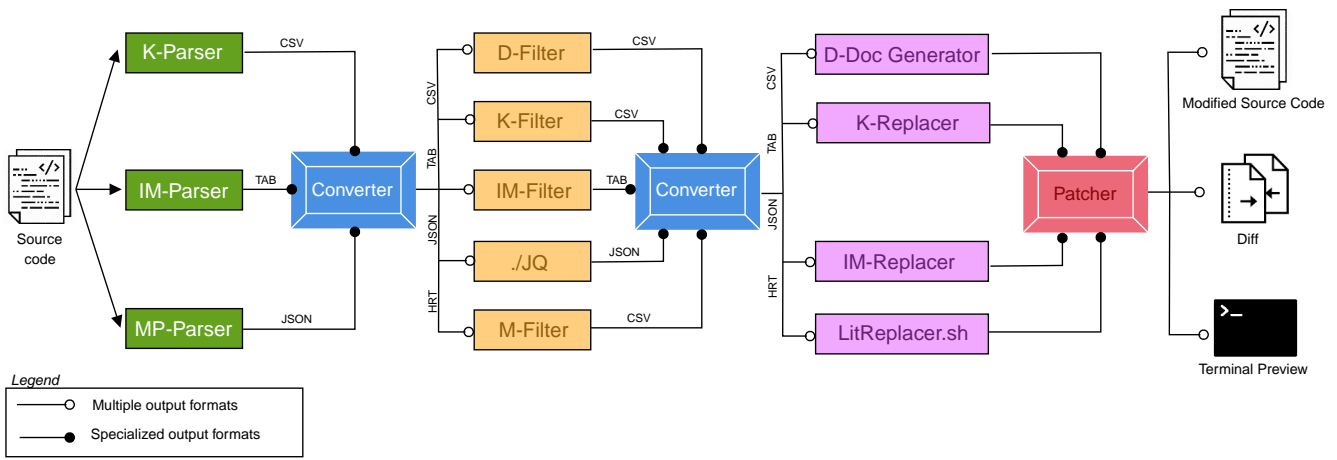 Source
code
K-Parser
IM-Parser
MP-Parser
CSV
TAB
JSON
Converter
CSV
TAB
JSON
HRT
D-Filter
K-Filter
IM-Filter
./JQ
M-Filter
CSV
CSV
TAB
JSON
CSV
Converter
CSV
TAB
JSON
HRT
D-Doc Generator
K-Replacer
IM-Replacer
LitReplacer.sh
Patcher
</>
Modified Source Code
Diff
>_
Terminal Preview
</>
Legend
Multiple output formats
Specialized output formats